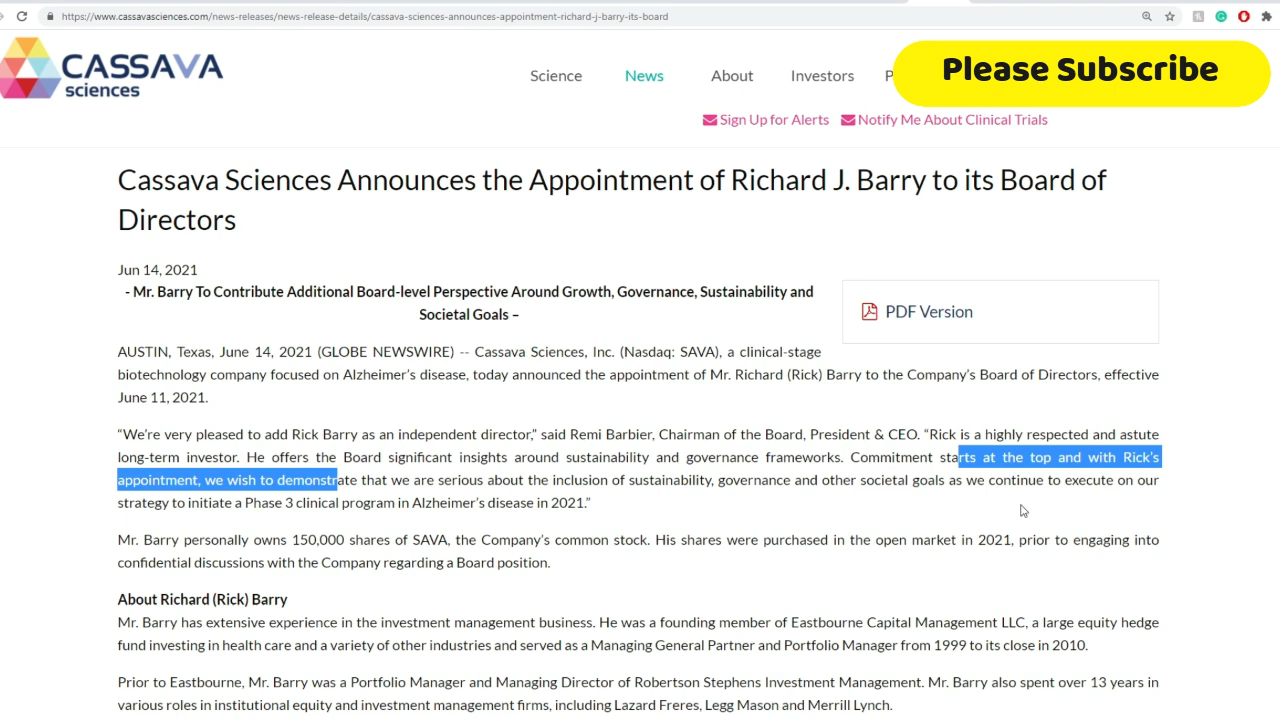 https://www.cassavasciences.com/news-releases/news-release-details/cassava-sciences-announces-appointment-richard-j-barry-its-board
CASSAVA
sciences
Science News About Investors P
Please Subscribe
Sign Up for Alerts Notify Me About Clinical Trials
Cassava Sciences Announces the Appointment of Richard J. Barry to its Board of
Directors
Jun 14, 2021
- Mr. Barry To Contribute Additional Board-level Perspective Around Growth, Governance, Sustainability and
Societal Goals –
PDF Version
AUSTIN, Texas, June 14, 2021 (GLOBE NEWSWIRE) -- Cassava Sciences, Inc. (Nasdaq: SAVA), a clinical-stage
biotechnology company focused on Alzheimer’s disease, today announced the appointment of Mr. Richard (Rick) Barry to the Company’s Board of Directors, effective
June 11, 2021.
“We’re very pleased to add Rick Barry as an independent director,” said Remi Barbier, Chairman of the Board, President & CEO. “Rick is a highly respected and astute
long-term investor. He offers the Board significant insights around sustainability and governance frameworks. Commitment starts at the top and with Rick’s
appointment, we wish to demonstrate that we are serious about the inclusion of sustainability, governance and other societal goals as we continue to execute on our
strategy to initiate a Phase 3 clinical program in Alzheimer’s disease in 2021.”
Mr. Barry personally owns 150,000 shares of SAVA, the Company’s common stock. His shares were purchased in the open market in 2021, prior to engaging into
confidential discussions with the Company regarding a Board position.
About Richard (Rick) Barry
Mr. Barry has extensive experience in the investment management business. He was a founding member of Eastbourne Capital Management LLC, a large equity hedge
fund investing in health care and a variety of other industries and served as a Managing General Partner and Portfolio Manager from 1999 to its close in 2010.
Prior to Eastbourne, Mr. Barry was a Portfolio Manager and Managing Director of Robertson Stephens Investment Management. Mr. Barry also spent over 13 years in
various roles in institutional equity and investment management firms, including Lazard Freres, Legg Mason and Merrill Lynch.